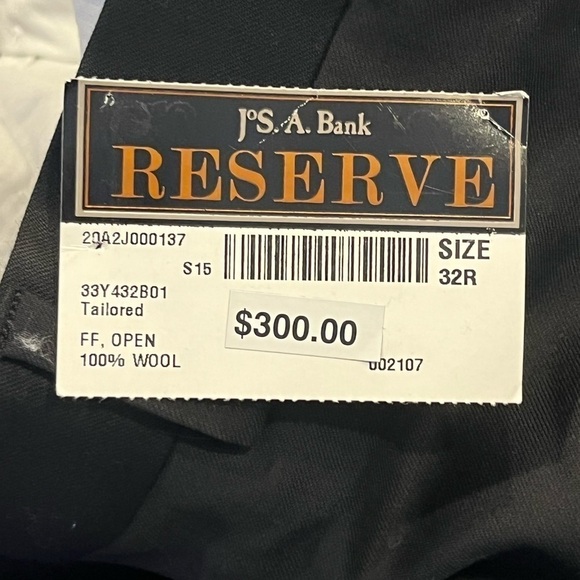 JoS. A. Bank
RESERVE
20A2J000137
S15
SIZE
32R
33Y432B01
Tailored
$300.00
FF, OPEN
100% WOOL
002107